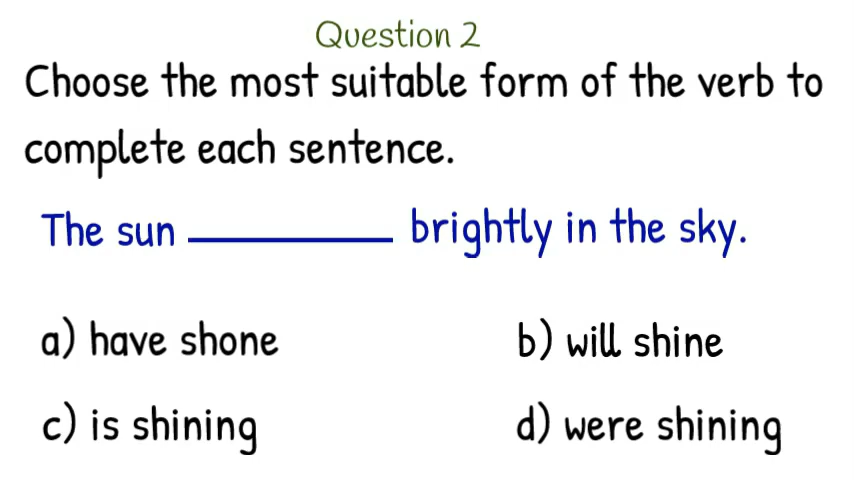 Question 2
Choose the most suitable form of the verb to
complete each sentence.
The sun __________ brightly in the sky.
a) have shone b) will shine
c) is shining d) were shining